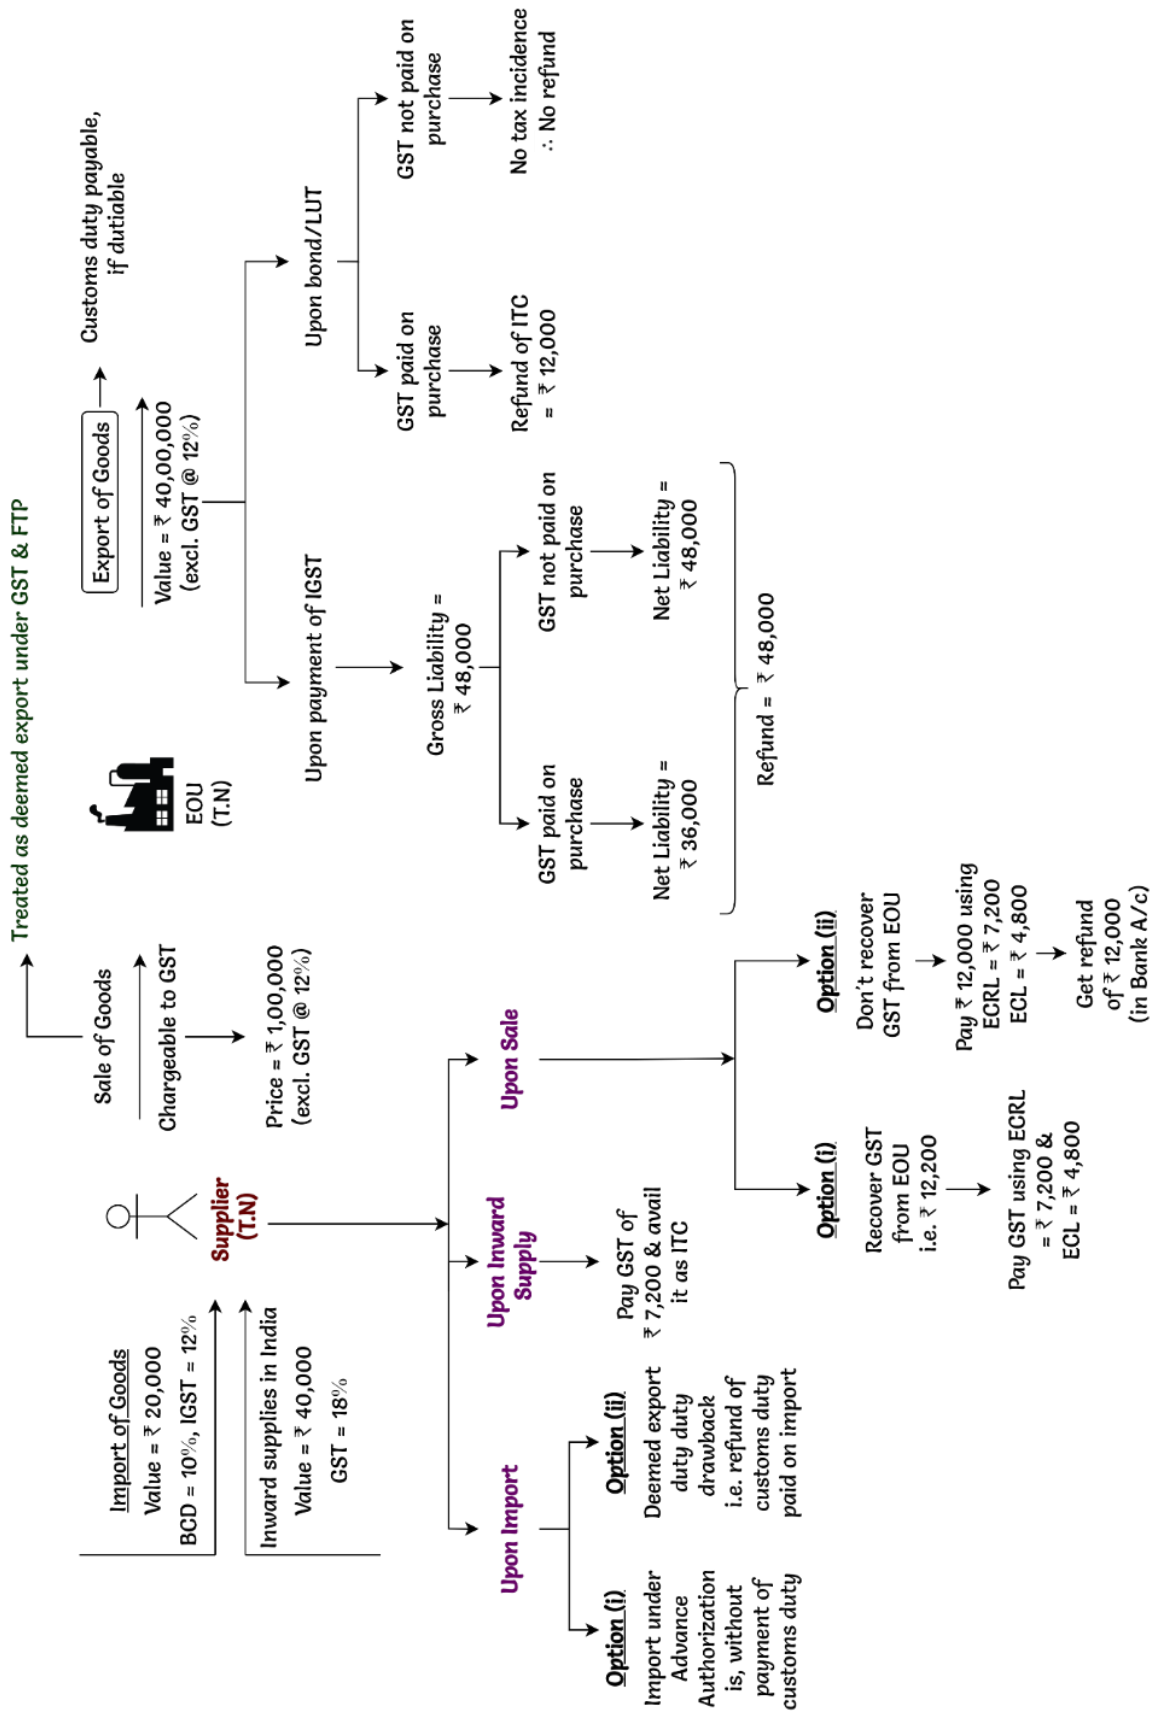 Treated as deemed export under GST & FTP
Import of Goods
Value = ₹ 20,000
BCD = 10%, IGST = 12%
Inward supplies in India
Value = ₹ 40,000
GST = 18%
Supplier
(T.N)
Sale of Goods
Chargeable to GST
Price = ₹ 1,00,000
(excl. GST @ 12%)
EOU
(T.N)
Export of Goods
Value = ₹ 40,00,000
(excl. GST @ 12%)
Customs duty payable,
if dutiable
Upon payment of IGST
Gross Liability =
₹ 48,000
GST paid on
purchase
Net Liability =
₹ 36,000
GST not paid on
purchase
Net Liability =
₹ 48,000
Refund = ₹ 48,000
Upon bond/LUT
GST paid on
purchase
Refund of ITC
= ₹ 12,000
GST not paid on
purchase
No tax incidence
∴ No refund
Upon Import
Option (i)
Import under
Advance
Authorization
is, without
payment of
customs duty
Option (ii)
Deemed export
duty duty
drawback
i.e. refund of
customs duty
paid on import
Upon Inward
Supply
Pay GST of
₹ 7,200 & avail
it as ITC
Upon Sale
Option (i)
Recover GST
from EOU
i.e. ₹ 12,200
Pay GST using ECRL
= ₹ 7,200 &
ECL = ₹ 4,800
Option (ii)
Don't recover
GST from EOU
Pay ₹ 12,000 using
ECRL = ₹ 7,200
ECL = ₹ 4,800
Get refund
of ₹ 12,000
(in Bank A/c)